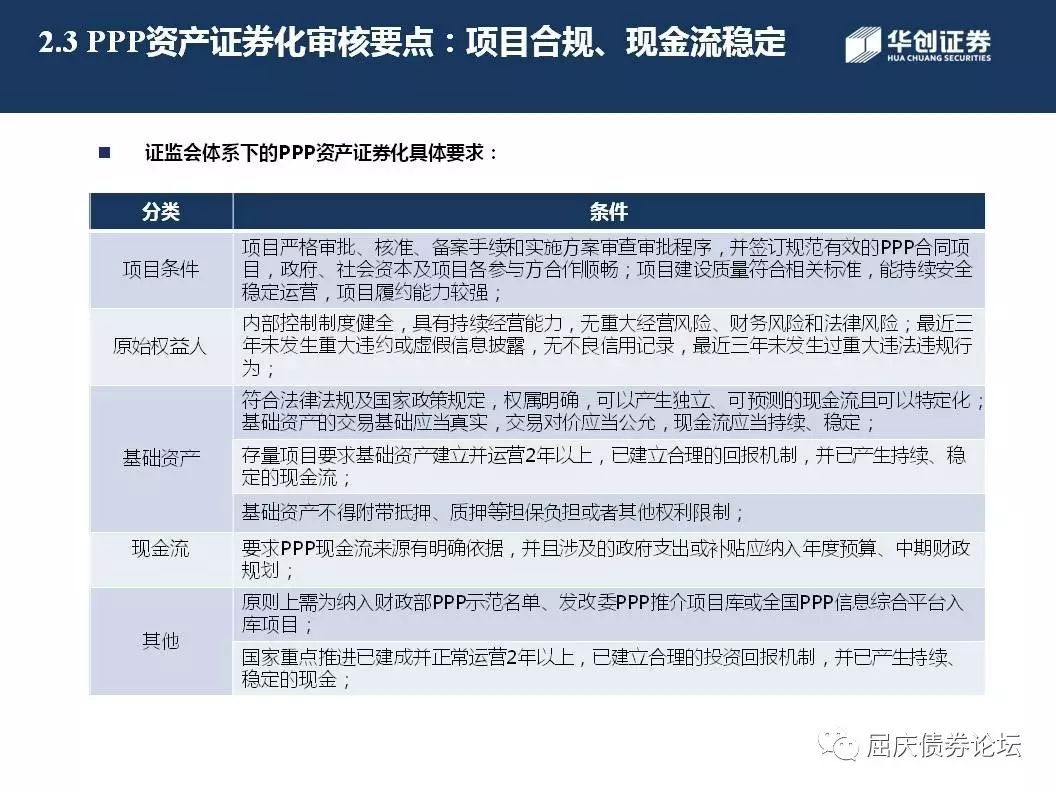 2.3 PPP资产证券化审核要点：项目合规、现金流稳定
华创证券
HUA CHUANG SECURITIES
证监会体系下的PPP资产证券化具体要求：
分类
条件
项目条件
项目严格审批、核准、备案手续和实施方案审查审批程序，并签订规范有效的PPP合同项
目，政府、社会资本及项目各参与方合作顺畅；项目建设质量符合相关标准，能持续安全
稳定运营，项目履约能力较强；
原始权益人
内部控制制度健全，具有持续经营能力，无重大经营风险、财务风险和法律风险；最近三
年未发生重大违约或虚假信息披露，无不良信用记录，最近三年未发生过重大违法违规行
为；
基础资产
符合法律法规及国家政策规定，权属明确，可以产生独立、可预测的现金流且可以特定化；
基础资产的交易基础应当真实，交易对价应当公允，现金流应当持续、稳定；
存量项目要求基础资产建立并运营2年以上，已建立合理的回报机制，并已产生持续、稳
定的现金流；
基础资产不得附带抵押、质押等担保负担或者其他权利限制；
现金流
要求PPP现金流来源有明确依据，并且涉及的政府支出或补贴应纳入年度预算、中期财政
规划；
其他
原则上需为纳入财政部PPP示范名单、发改委PPP推介项目库或全国PPP信息综合平台入
库项目；
国家重点推进已建成并正常运营2年以上，已建立合理的投资回报机制，并已产生持续、
稳定的现金；
屈庆债券论坛